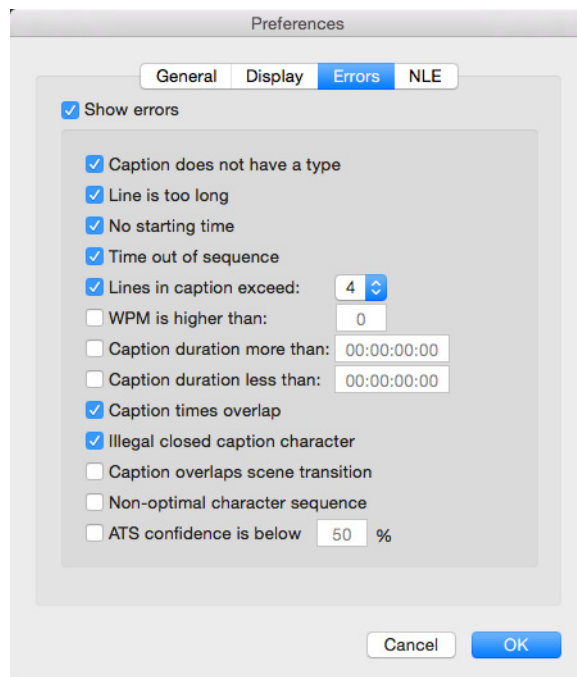 Preferences
General Display Errors NLE
Show errors
Caption does not have a type
Line is too long
No starting time
Time out of sequence
Lines in caption exceed: 4
WPM is higher than: 0
Caption duration more than: 00:00:00:00
Caption duration less than: 00:00:00:00
Caption times overlap
Illegal closed caption character
Caption overlaps scene transition
Non-optimal character sequence
ATS confidence is below 50 %
Cancel OK